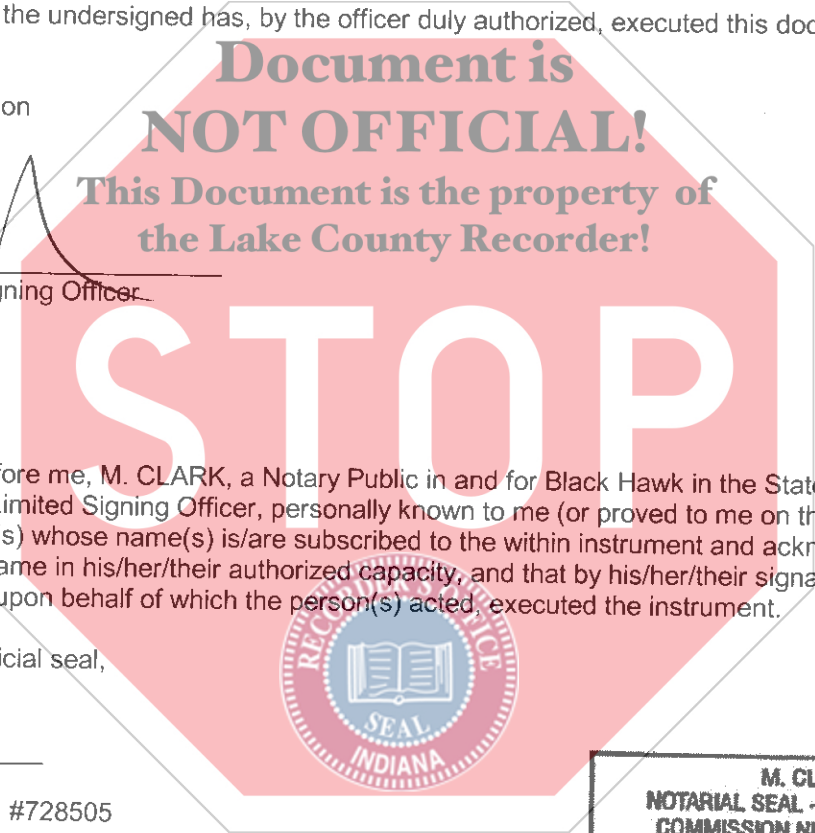 the undersigned has, by the officer duly authorized, executed this doc
Document is
on
NOT OFFICIAL!
This Document is the property of
the Lake County Recorder!
gning Officer
STOP
fore me, M. CLARK, a Notary Public in and for Black Hawk in the State
Limited Signing Officer, personally known to me (or proved to me on th
s) whose name(s) is/are subscribed to the within instrument and ackn
ame in his/her/their authorized capacity, and that by his/her/their signa
upon behalf of which the person(s) acted, executed the instrument.
RECORDER'S OFFICE
icial seal,
SEAL
INDIANA
M. CL
NOTARIAL SEAL -
#728505
COMMISSION NU